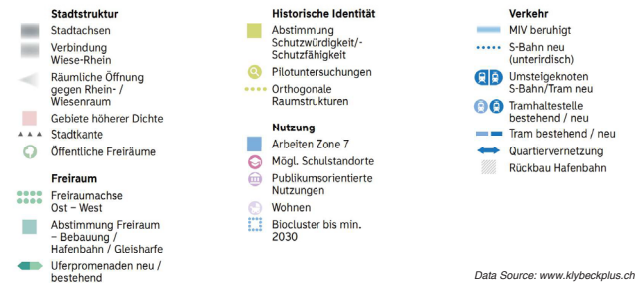 Stadtstruktur
Stadtachsen
Verbindung
Wiese-Rhein
Räumliche Öffnung
gegen Rhein- /
Wiesenraum
Gebiete höherer Dichte
Stadtkante
Öffentliche Freiräume
Freiraum
Freiraumachse
Ost – West
Abstimmung Freiraum
– Bebauung /
Hafenbahn / Gleisharfe
Uferpromenaden neu /
bestehend
Historische Identität
Abstimmung
Schutzwürdigkeit/-
Schutzfähigkeit
Pilotuntersuchungen
Orthogonale
Raumstrukturen
Nutzung
Arbeiten Zone 7
Mögl. Schulstandorte
Publikumsorientierte
Nutzungen
Wohnen
Biocluster bis min.
2030
Verkehr
MIV beruhigt
S-Bahn neu
(unterirdisch)
Umsteigeknoten
S-Bahn/Tram neu
Tramhaltestelle
bestehend / neu
Tram bestehend / neu
Quartiervernetzung
Rückbau Hafenbahn
Data Source: www.klybeckplus.ch